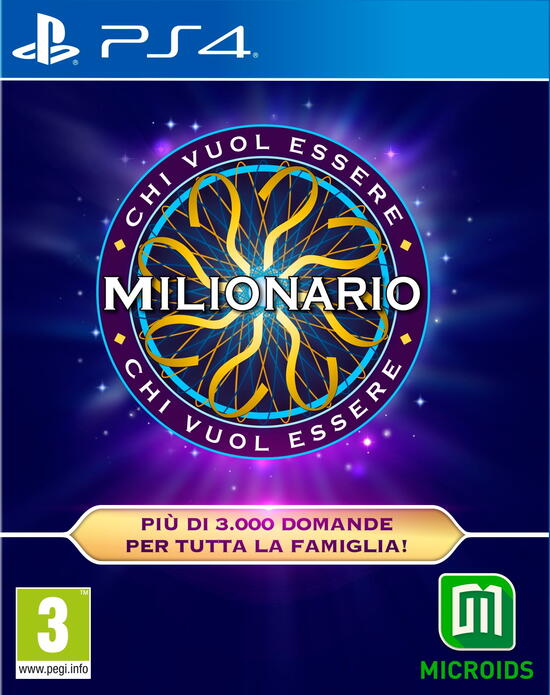 PS4
CHI VUOL ESSERE
MILIONARIO
CHI VUOL ESSERE
PIÙ DI 3.000 DOMANDE
PER TUTTA LA FAMIGLIA!
3
TM
www.pegi.info
MICROIDS